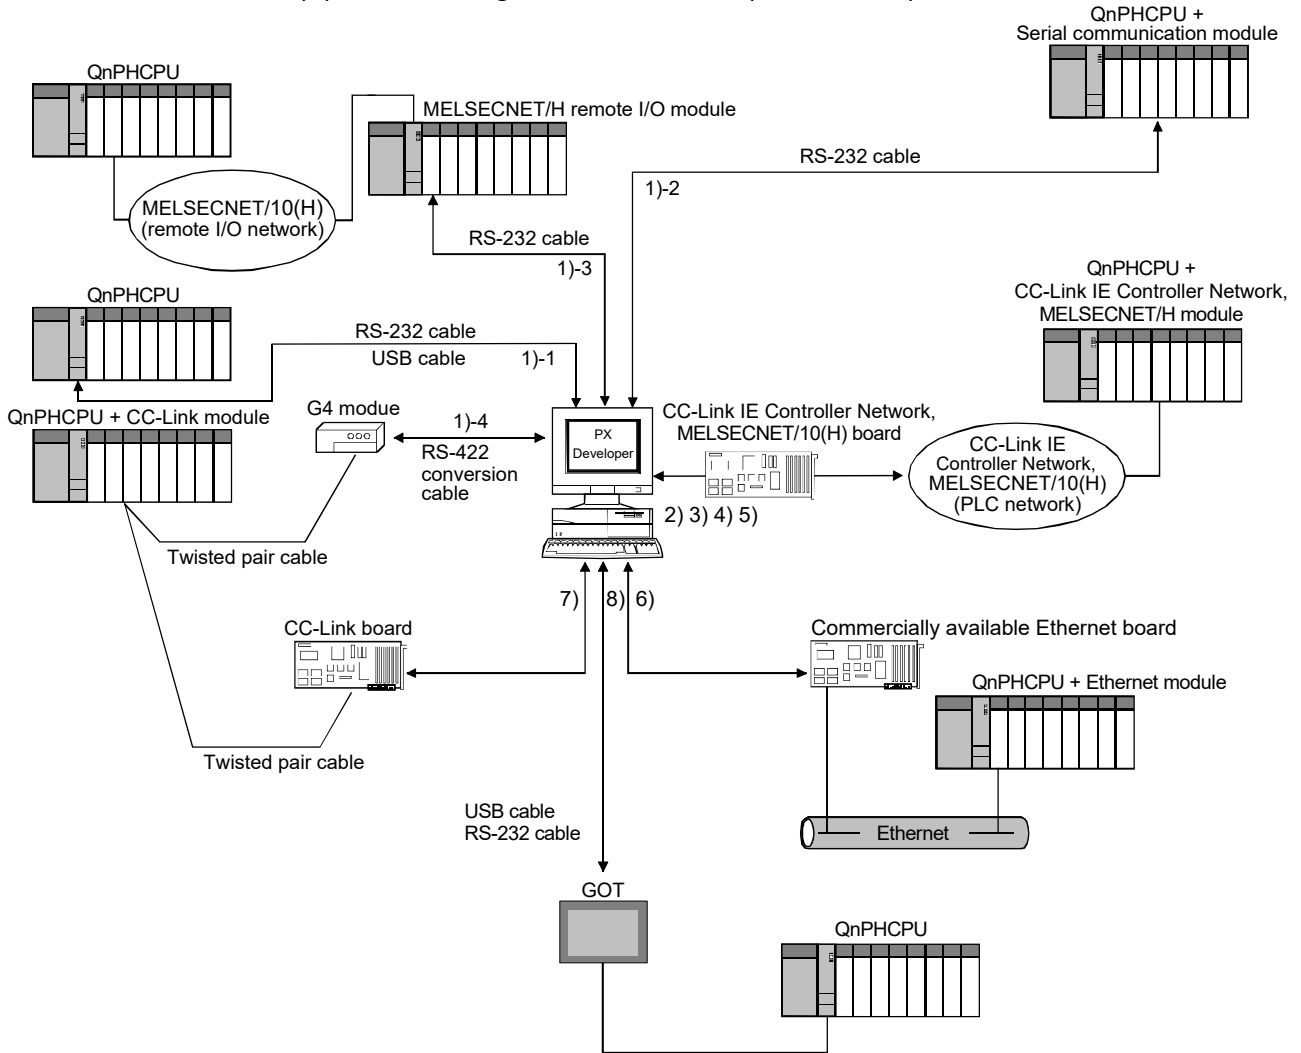 QnPHCPU +
Serial communication module
QnPHCPU
MELSECNET/H remote I/O module
RS-232 cable
1)-2
MELSECNET/10(H)
(remote I/O network)
RS-232 cable
1)-3
QnPHCPU
QnPHCPU +
CC-Link IE Controller Network,
MELSECNET/H module
RS-232 cable
USB cable
1)-1
QnPHCPU + CC-Link module
G4 modue
1)-4
RS-422
conversion
cable
PX
Developer
CC-Link IE Controller Network,
MELSECNET/10(H) board
2) 3) 4) 5)
CC-Link IE
Controller Network,
MELSECNET/10(H)
(PLC network)
Twisted pair cable
7)
8)
6)
CC-Link board
Commercially available Ethernet board
QnPHCPU + Ethernet module
Twisted pair cable
USB cable
RS-232 cable
Ethernet
GOT
QnPHCPU